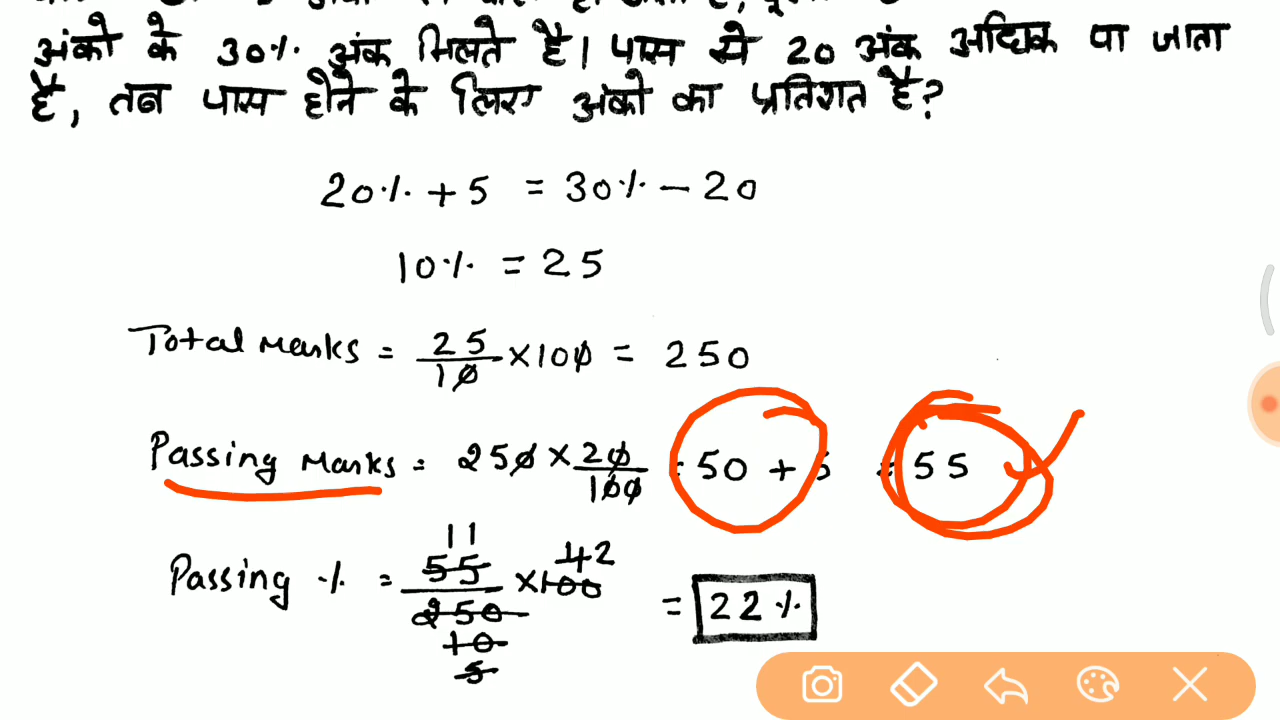 अंको के 30% अंक मिलते है। पास से 20 अंक अधिक पा जाता
है, तब पास होने के लिए अंको का प्रतिशत है?
20% + 5 = 30% - 20
10% = 25
Total Marks = 25/10 × 100 = 250
Passing Marks = 250 × 20/100 = 50 + 5 = 55
11 42
Passing % = 55/250 × 100 = 22%
10
5